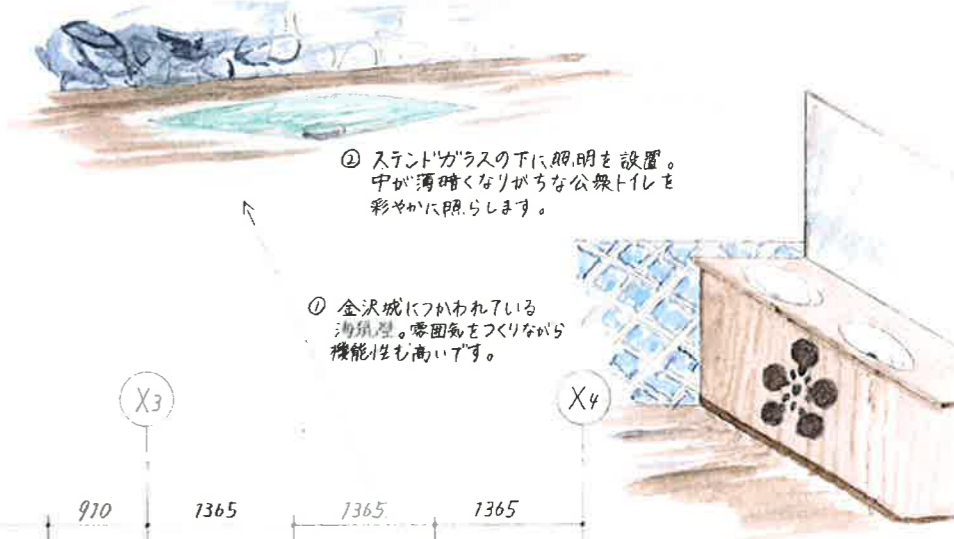 ② ステンドガラスの下に照明を設置。
中が薄暗くなりがちな公衆トイレを
彩やかに照らします。
① 金沢城につかわれている
海鼠壁。雰囲気をつくりながら
機能性も高いです。
X3
X4
910
1365
1365
1365